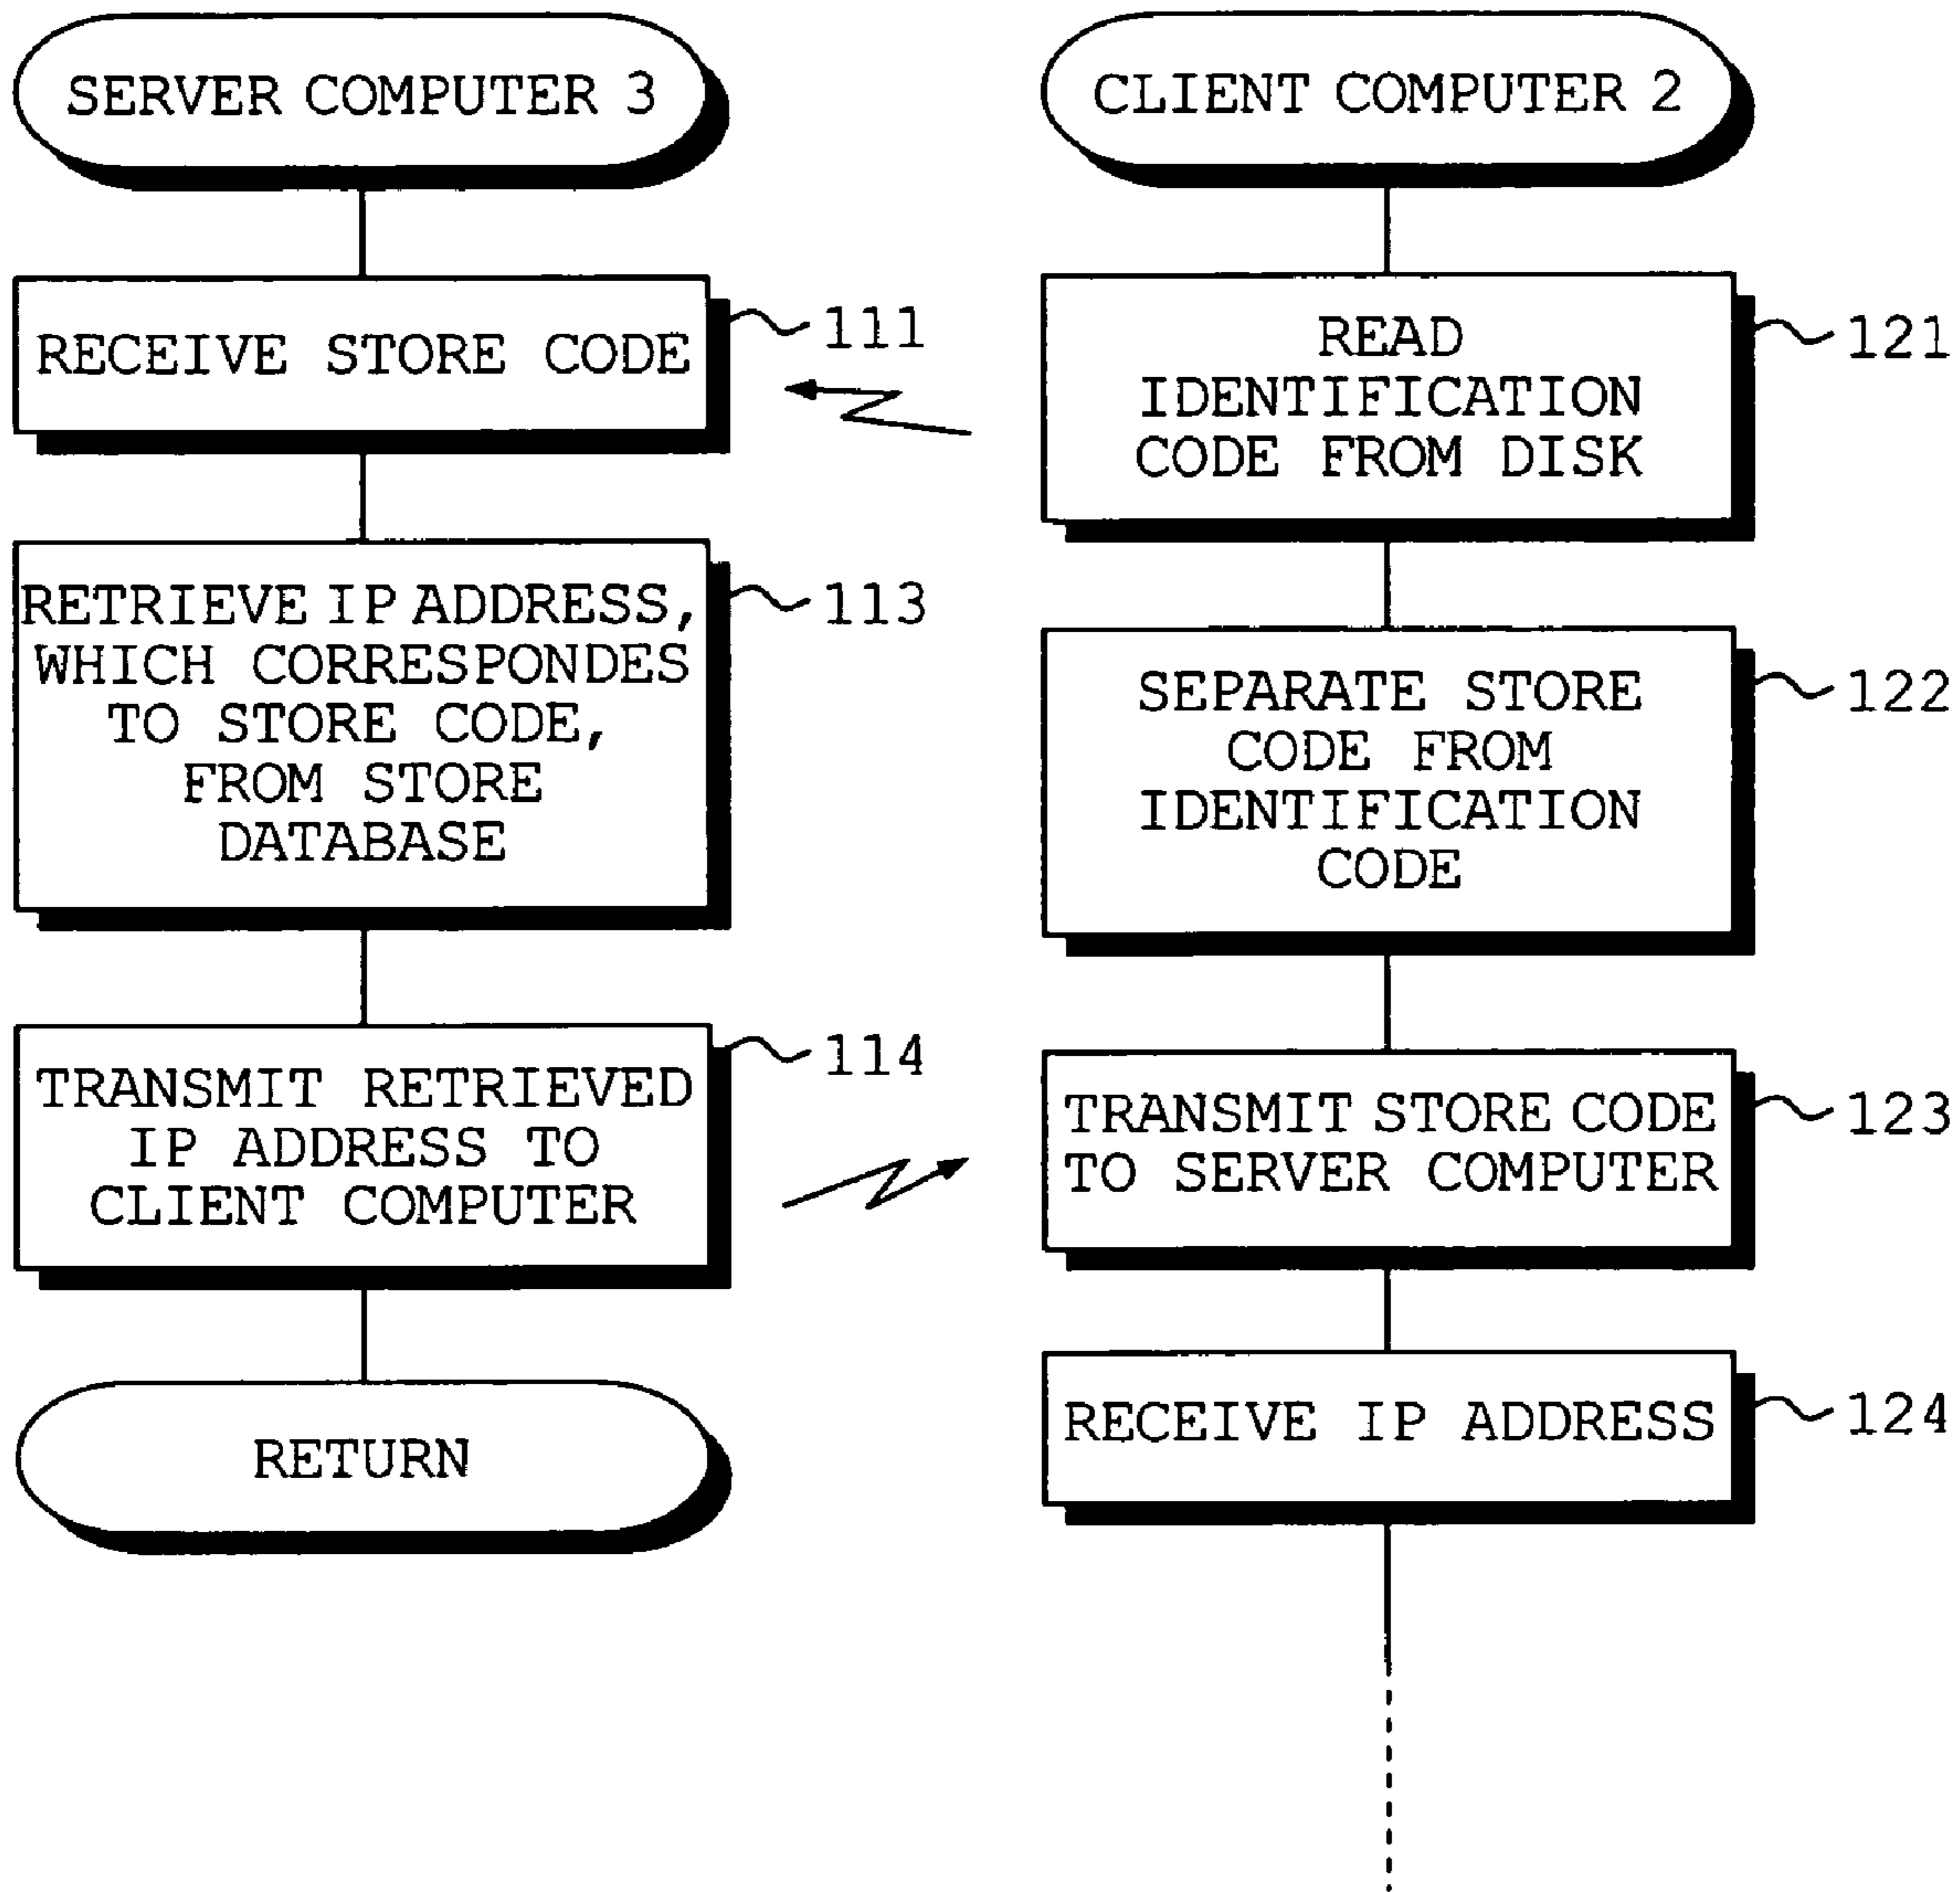 SERVER COMPUTER 3
RECEIVE STORE CODE
111
RETRIEVE IP ADDRESS,
WHICH CORRESPONDES
TO STORE CODE,
FROM STORE
DATABASE
113
TRANSMIT RETRIEVED
IP ADDRESS TO
CLIENT COMPUTER
114
RETURN
CLIENT COMPUTER 2
READ
IDENTIFICATION
CODE FROM DISK
121
SEPARATE STORE
CODE FROM
IDENTIFICATION
CODE
122
TRANSMIT STORE CODE
TO SERVER COMPUTER
123
RECEIVE IP ADDRESS
124